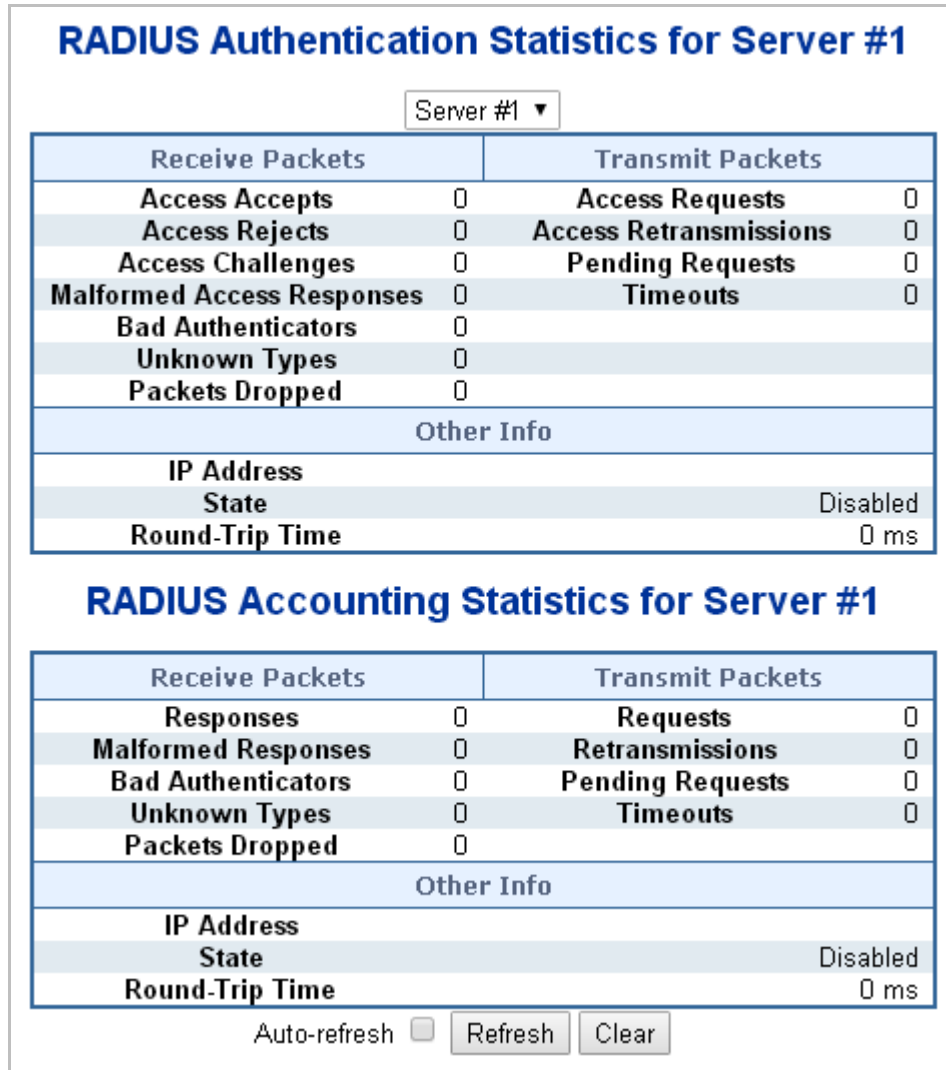 RADIUS Authentication Statistics for Server #1
Server #1 ▼
Receive Packets Transmit Packets
Access Accepts 0 Access Requests 0
Access Rejects 0 Access Retransmissions 0
Access Challenges 0 Pending Requests 0
Malformed Access Responses 0 Timeouts 0
Bad Authenticators 0
Unknown Types 0
Packets Dropped 0
Other Info
IP Address
State Disabled
Round-Trip Time 0 ms
RADIUS Accounting Statistics for Server #1
Receive Packets Transmit Packets
Responses 0 Requests 0
Malformed Responses 0 Retransmissions 0
Bad Authenticators 0 Pending Requests 0
Unknown Types 0 Timeouts 0
Packets Dropped 0
Other Info
IP Address
State Disabled
Round-Trip Time 0 ms
Auto-refresh Refresh Clear